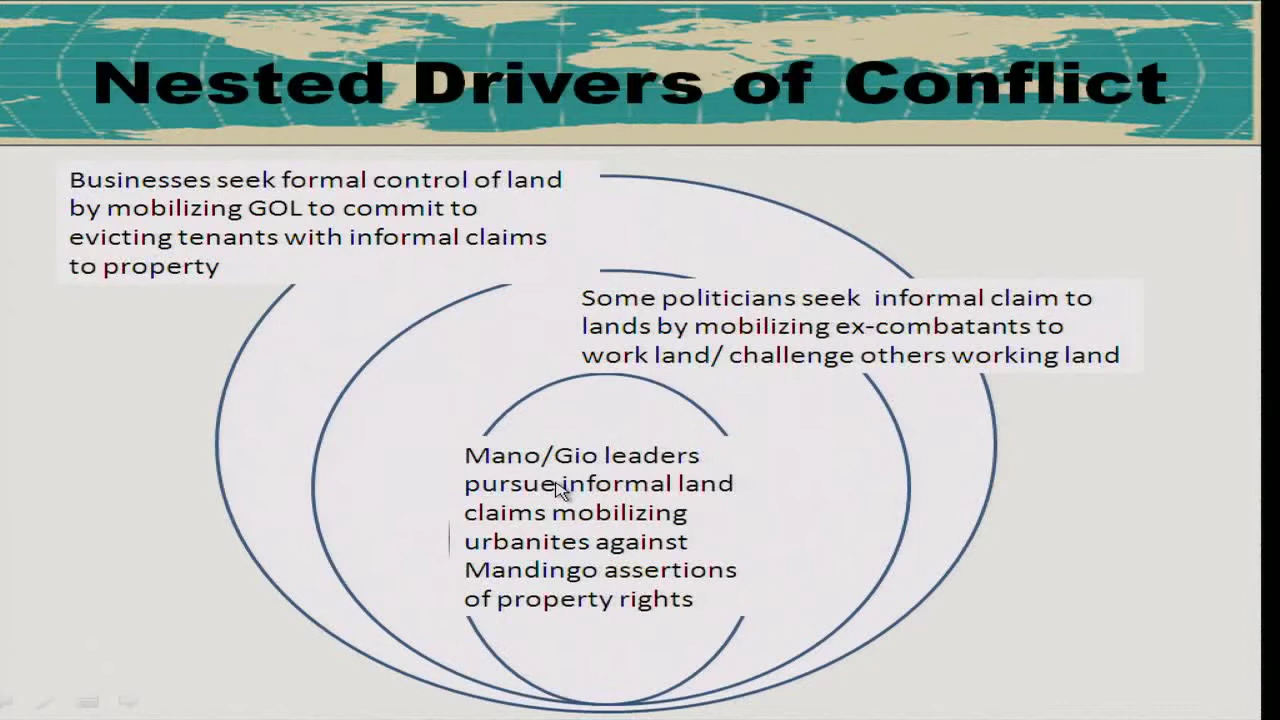 Nested Drivers of Conflict
Businesses seek formal control of land
by mobilizing GOL to commit to
evicting tenants with informal claims
to property
Some politicians seek informal claim to
lands by mobilizing ex-combatants to
work land/ challenge others working land
Mano/Gio leaders
pursue informal land
claims mobilizing
urbanites against
Mandingo assertions
of property rights